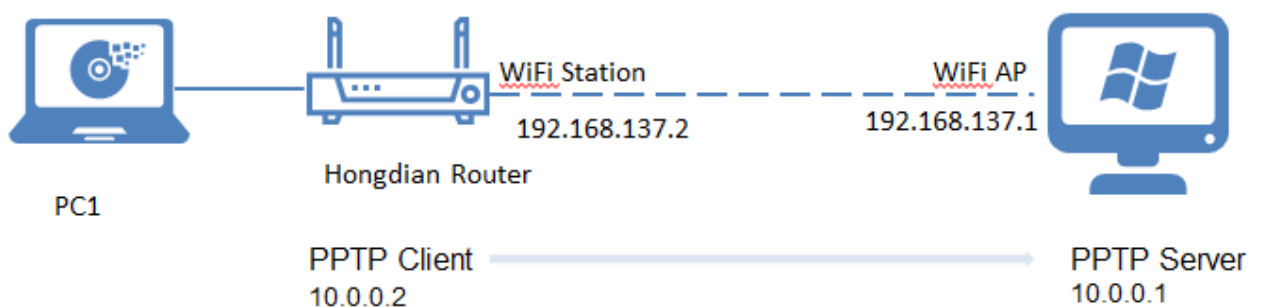 WiFi Station
WiFi AP
192.168.137.2
192.168.137.1
Hongdian Router
PC1
PPTP Client
PPTP Server
10.0.0.2
10.0.0.1